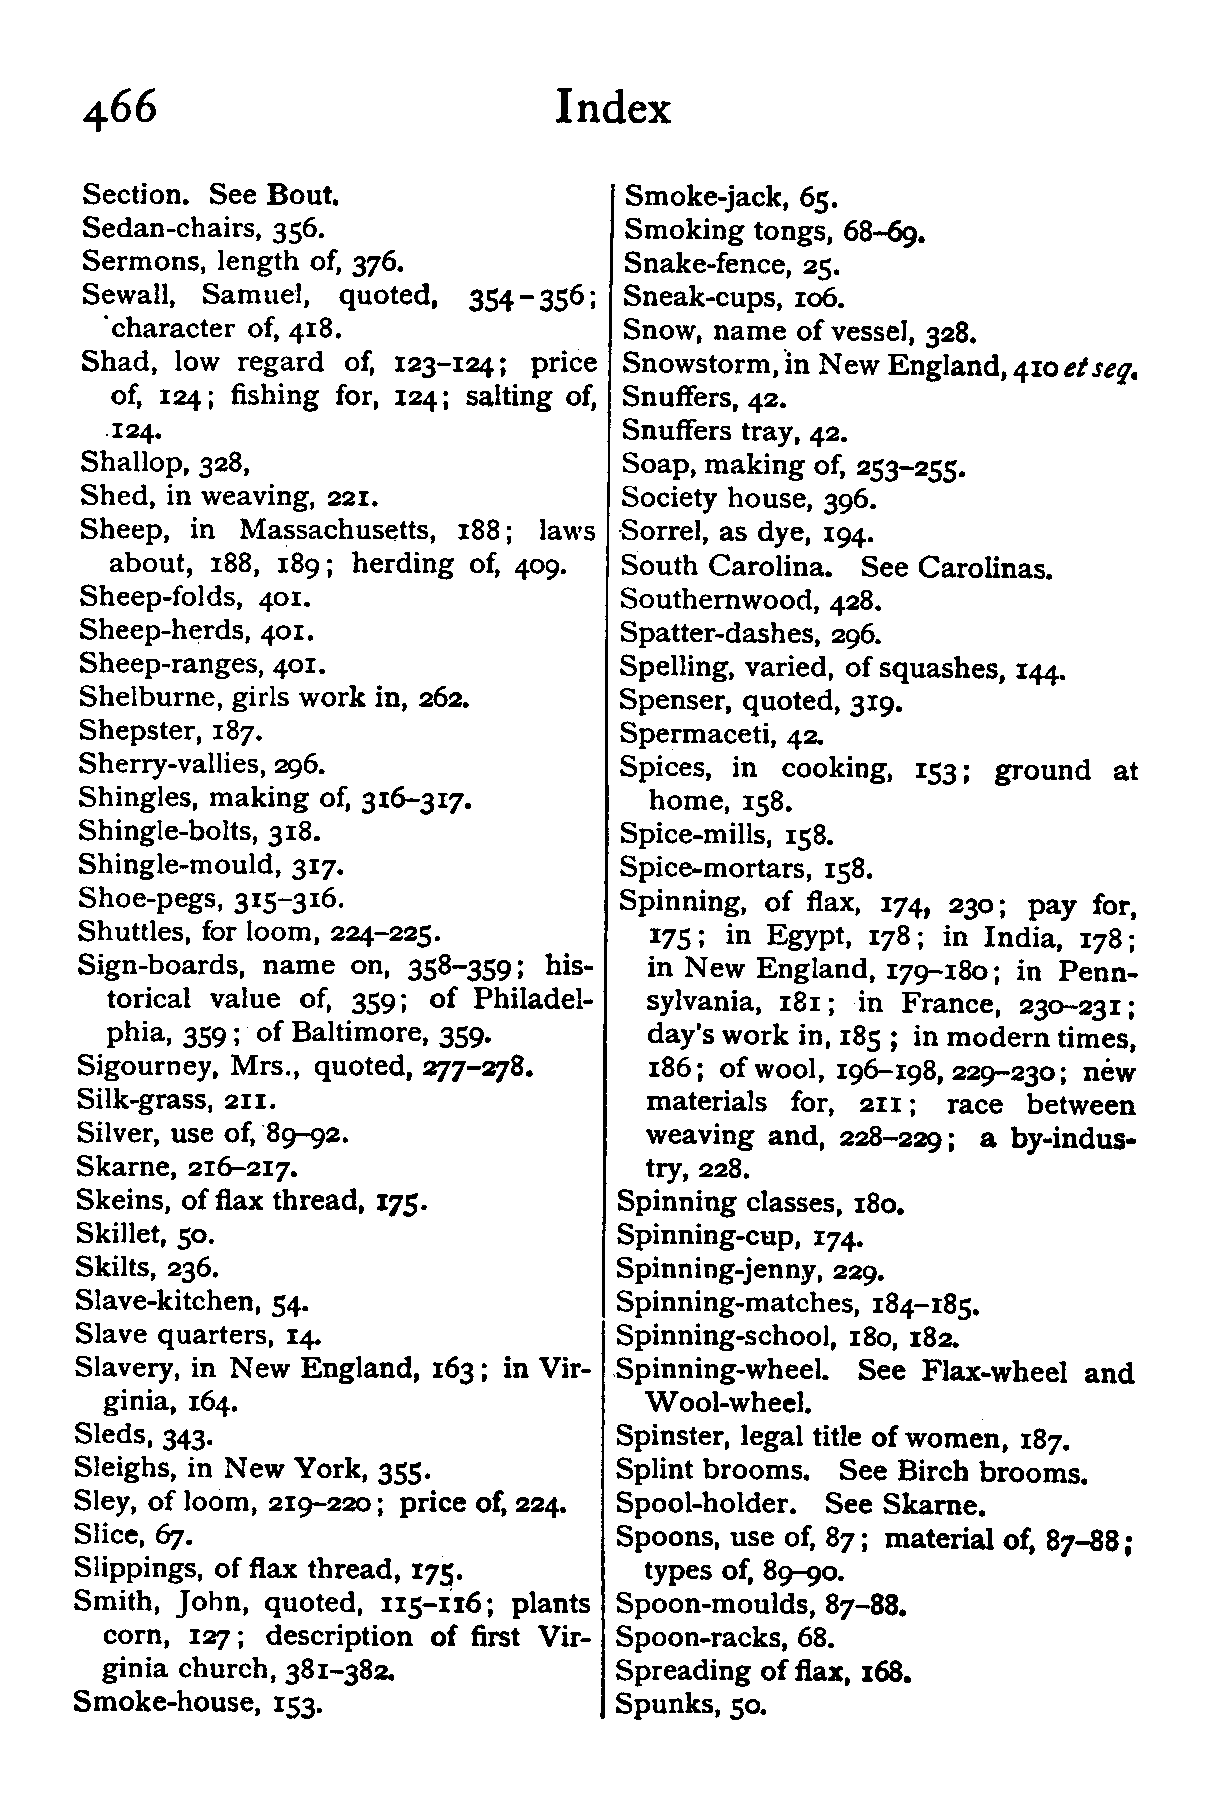 466 Index
Section. See Bout.
Sedan-chairs, 356.
Sermons, length of, 376.
Sewall, Samuel, quoted, 354-356;
character of, 418.
Shad, low regard of, 123-124; price
of, 124; fishing for, 124; salting of,
124.
Shallop, 328,
Shed, in weaving, 221.
Sheep, in Massachusetts, 188; laws
about, 188, 189; herding of, 409.
Sheep-folds, 401.
Sheep-herds, 401.
Sheep-ranges, 401.
Shelburne, girls work in, 262.
Shepster, 187.
Sherry-vallies, 296.
Shingles, making of, 316-317.
Shingle-bolts, 318.
Shingle-mould, 317.
Shoe-pegs, 315-316.
Shuttles, for loom, 224-225.
Sign-boards, name on, 358-359; his-
torical value of, 359; of Philadel-
phia, 359; of Baltimore, 359.
Sigourney, Mrs., quoted, 277-278.
Silk-grass, 211.
Silver, use of, 89-92.
Skarne, 216-217.
Skeins, of flax thread, 175.
Skillet, 50.
Skilts, 236.
Slave-kitchen, 54.
Slave quarters, 14.
Slavery, in New England, 163; in Vir-
ginia, 164.
Sleds, 343.
Sleighs, in New York, 355.
Sley, of loom, 219-220; price of, 224.
Slice, 67.
Slippings, of flax thread, 175.
Smith, John, quoted, 115-116; plants
corn, 127; description of first Vir-
ginia church, 381-382.
Smoke-house, 153.
Smoke-jack, 65.
Smoking tongs, 68-69.
Snake-fence, 25.
Sneak-cups, 106.
Snow, name of vessel, 328.
Snowstorm, in New England, 410 et seq.
Snuffers, 42.
Snuffers tray, 42.
Soap, making of, 253-255.
Society house, 396.
Sorrel, as dye, 194.
South Carolina. See Carolinas.
Southernwood, 428.
Spatter-dashes, 296.
Spelling, varied, of squashes, 144.
Spenser, quoted, 319.
Spermaceti, 42.
Spices, in cooking, 153; ground at
home, 158.
Spice-mills, 158.
Spice-mortars, 158.
Spinning, of flax, 174, 230; pay for,
175; in Egypt, 178; in India, 178;
in New England, 179-180; in Penn-
sylvania, 181; in France, 230-231;
day's work in, 185; in modern times,
186; of wool, 196-198, 229-230; new
materials for, 211; race between
weaving and, 228-229; a by-indus-
try, 228.
Spinning classes, 180.
Spinning-cup, 174.
Spinning-jenny, 229.
Spinning-matches, 184-185.
Spinning-school, 180, 182.
Spinning-wheel. See Flax-wheel and
Wool-wheel.
Spinster, legal title of women, 187.
Splint brooms. See Birch brooms.
Spool-holder. See Skarne.
Spoons, use of, 87; material of, 87-88;
types of, 89-90.
Spoon-moulds, 87-88.
Spoon-racks, 68.
Spreading of flax, 168.
Spunks, 50.